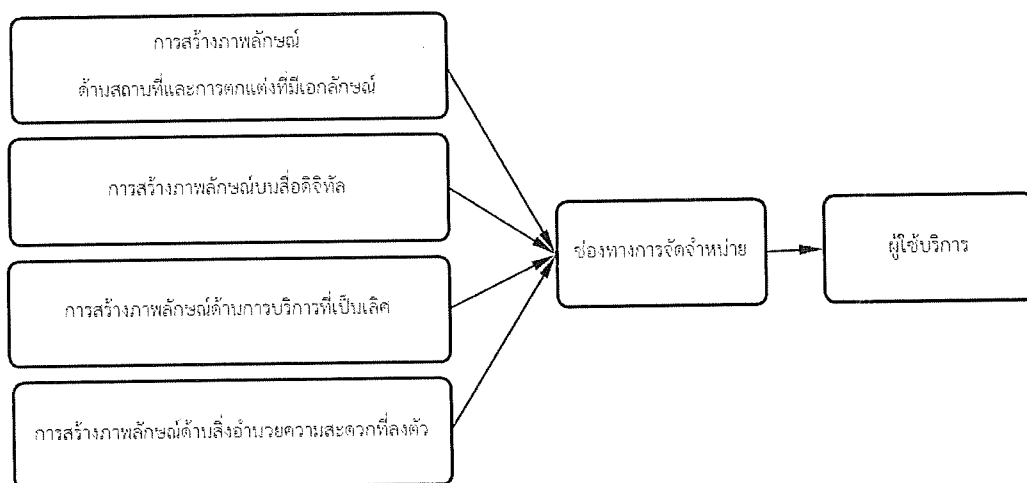 การสร้างภาพลักษณ์
ด้านสถานที่และการตกแต่งที่มีเอกลักษณ์
การสร้างภาพลักษณ์บนสื่อดิจิทัล
การสร้างภาพลักษณ์ด้านการบริการที่เป็นเลิศ
การสร้างภาพลักษณ์ด้านสิ่งอำนวยความสะดวกที่ลงตัว
ช่องทางการจัดจำหน่าย
ผู้ใช้บริการ